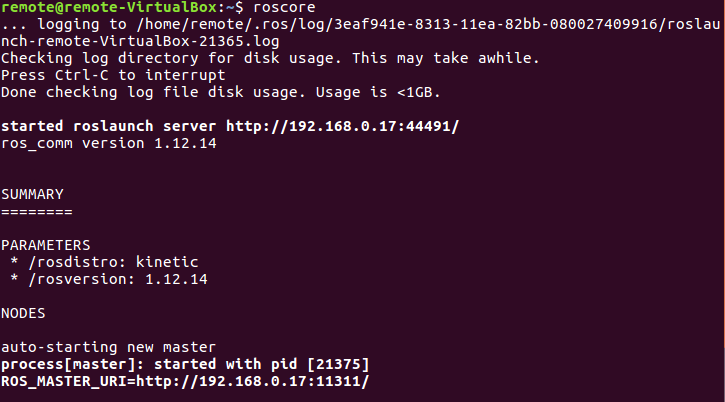 remote@remote-VirtualBox:~$ roscore
... logging to /home/remote/.ros/log/3eaf941e-8313-11ea-82bb-080027409916/roslau
nch-remote-VirtualBox-21365.log
Checking log directory for disk usage. This may take awhile.
Press Ctrl-C to interrupt
Done checking log file disk usage. Usage is <1GB.
started roslaunch server http://192.168.0.17:44491/
ros_comm version 1.12.14
SUMMARY
========
PARAMETERS
 * /rosdistro: kinetic
 * /rosversion: 1.12.14
NODES
auto-starting new master
process[master]: started with pid [21375]
ROS_MASTER_URI=http://192.168.0.17:11311/